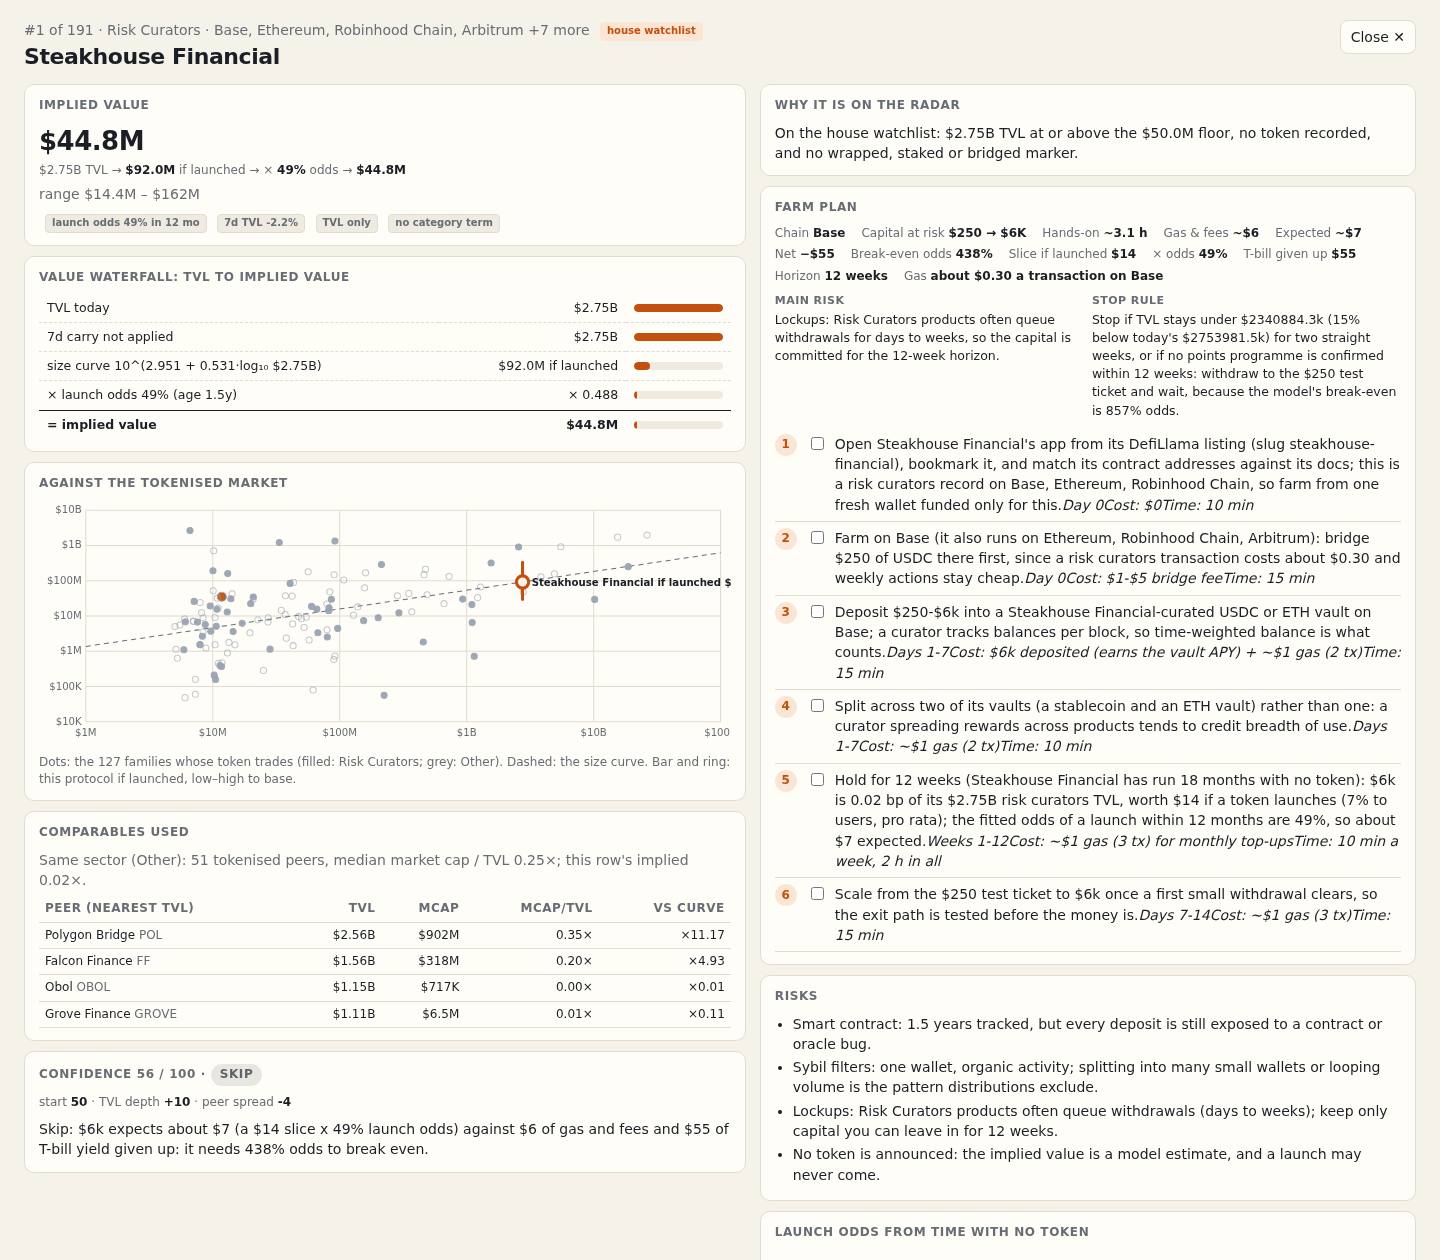 #1 of 191 · Risk Curators · Base, Ethereum, Robinhood Chain, Arbitrum +7 more house watchlist
Steakhouse Financial
Close ✕
IMPLIED VALUE
$44.8M
$2.75B TVL → $92.0M if launched → × 49% odds → $44.8M
range $14.4M – $162M
launch odds 49% in 12 mo 7d TVL -2.2% TVL only no category term
VALUE WATERFALL: TVL TO IMPLIED VALUE
TVL today $2.75B
7d carry not applied $2.75B
size curve 10^(2.951 + 0.531·log₁₀ $2.75B) $92.0M if launched
× launch odds 49% (age 1.5y) × 0.488
= implied value $44.8M
AGAINST THE TOKENISED MARKET
$10B
$1B
$100M
$10M
$1M
$100K
$10K
Steakhouse Financial if launched $
$1M $10M $100M $1B $10B $100
Dots: the 127 families whose token trades (filled: Risk Curators; grey: Other). Dashed: the size curve. Bar and ring:
this protocol if launched, low–high to base.
COMPARABLES USED
Same sector (Other): 51 tokenised peers, median market cap / TVL 0.25×; this row's implied
0.02×.
PEER (NEAREST TVL) TVL MCAP MCAP/TVL VS CURVE
Polygon Bridge POL $2.56B $902M 0.35× ×11.17
Falcon Finance FF $1.56B $318M 0.20× ×4.93
Obol OBOL $1.15B $717K 0.00× ×0.01
Grove Finance GROVE $1.11B $6.5M 0.01× ×0.11
CONFIDENCE 56 / 100 · SKIP
start 50 · TVL depth +10 · peer spread -4
Skip: $6k expects about $7 (a $14 slice x 49% launch odds) against $6 of gas and fees and $55 of
T-bill yield given up: it needs 438% odds to break even.
WHY IT IS ON THE RADAR
On the house watchlist: $2.75B TVL at or above the $50.0M floor, no token recorded,
and no wrapped, staked or bridged marker.
FARM PLAN
Chain Base Capital at risk $250 → $6K Hands-on ~3.1 h Gas & fees ~$6 Expected ~$7
Net −$55 Break-even odds 438% Slice if launched $14 × odds 49% T-bill given up $55
Horizon 12 weeks Gas about $0.30 a transaction on Base
MAIN RISK
Lockups: Risk Curators products often queue
withdrawals for days to weeks, so the capital is
committed for the 12-week horizon.
STOP RULE
Stop if TVL stays under $2340884.3k (15%
below today's $2753981.5k) for two straight
weeks, or if no points programme is confirmed
within 12 weeks: withdraw to the $250 test
ticket and wait, because the model's break-even
is 857% odds.
1 Open Steakhouse Financial's app from its DefiLlama listing (slug steakhouse-
financial), bookmark it, and match its contract addresses against its docs; this is
a risk curators record on Base, Ethereum, Robinhood Chain, so farm from one
fresh wallet funded only for this.Day 0Cost: $0Time: 10 min
2 Farm on Base (it also runs on Ethereum, Robinhood Chain, Arbitrum): bridge
$250 of USDC there first, since a risk curators transaction costs about $0.30 and
weekly actions stay cheap.Day 0Cost: $1-$5 bridge feeTime: 15 min
3 Deposit $250-$6k into a Steakhouse Financial-curated USDC or ETH vault on
Base; a curator tracks balances per block, so time-weighted balance is what
counts.Days 1-7Cost: $6k deposited (earns the vault APY) + ~$1 gas (2 tx)Time:
15 min
4 Split across two of its vaults (a stablecoin and an ETH vault) rather than one: a
curator spreading rewards across products tends to credit breadth of use.Days
1-7Cost: ~$1 gas (2 tx)Time: 10 min
5 Hold for 12 weeks (Steakhouse Financial has run 18 months with no token): $6k
is 0.02 bp of its $2.75B risk curators TVL, worth $14 if a token launches (7% to
users, pro rata); the fitted odds of a launch within 12 months are 49%, so about
$7 expected.Weeks 1-12Cost: ~$1 gas (3 tx) for monthly top-upsTime: 10 min a
week, 2 h in all
6 Scale from the $250 test ticket to $6k once a first small withdrawal clears, so
the exit path is tested before the money is.Days 7-14Cost: ~$1 gas (3 tx)Time:
15 min
RISKS
• Smart contract: 1.5 years tracked, but every deposit is still exposed to a contract or
oracle bug.
• Sybil filters: one wallet, organic activity; splitting into many small wallets or looping
volume is the pattern distributions exclude.
• Lockups: Risk Curators products often queue withdrawals (days to weeks); keep only
capital you can leave in for 12 weeks.
• No token is announced: the implied value is a model estimate, and a launch may
never come.
LAUNCH ODDS FROM TIME WITH NO TOKEN